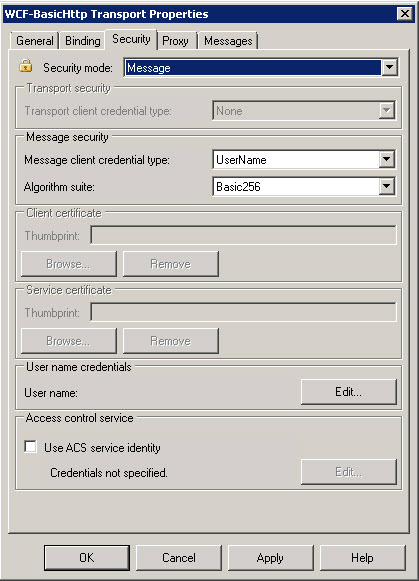 WCF-BasicHttp Transport Properties
General Binding Security Proxy Messages
Security mode: Message
Transport security
Transport client credential type: None
Message security
Message client credential type: UserName
Algorithm suite: Basic256
Client certificate
Thumbprint:
Browse... Remove
Service certificate
Thumbprint:
Browse... Remove
User name credentials
User name: Edit...
Access control service
Use ACS service identity
Credentials not specified. Edit...
OK Cancel Apply Help